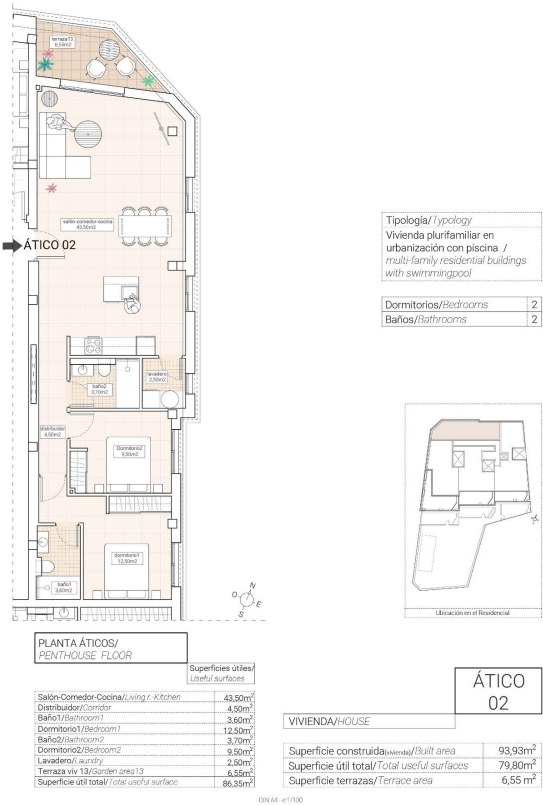 terraza13
6,55m2
salón-comedor-cocina
43,50m2
ÁTICO 02
lavadero
2,50m2
baño2
3,70m2
distribuidor
4,50m2
Dormitorio2
9,50m2
dormitorio1
12,50m2
baño1
3,60m2
N
O
E
S
Tipología/Typology
Vivienda plurifamiliar en
urbanización con piscina /
multi-family residential buildings
with swimmingpool
Dormitorios/Bedrooms 2
Baños/Bathrooms 2
Ubicación en el Residencial
PLANTA ÁTICOS/
PENTHOUSE FLOOR
Superficies útiles/
Useful surfaces
Salón-Comedor-Cocina/Living r.-Kitchen 43,50m²
Distribuidor/Corridor 4,50m²
Baño1/Bathroom1 3,60m²
Dormitorio1/Bedroom1 12,50m²
Baño2/Bathroom2 3,70m²
Dormitorio2/Bedroom2 9,50m²
Lavadero/Laundry 2,50m²
Terraza viv 13/Garden area13 6,55m²
Superficie útil total/Total useful surface 86,35m²
ÁTICO
02
VIVIENDA/HOUSE
Superficie construida(vivienda)/Built area 93,93m²
Superficie útil total/Total useful surfaces 79,80m²
Superficie terrazas/Terrace area 6,55 m²
DIN A4 - e:1/100